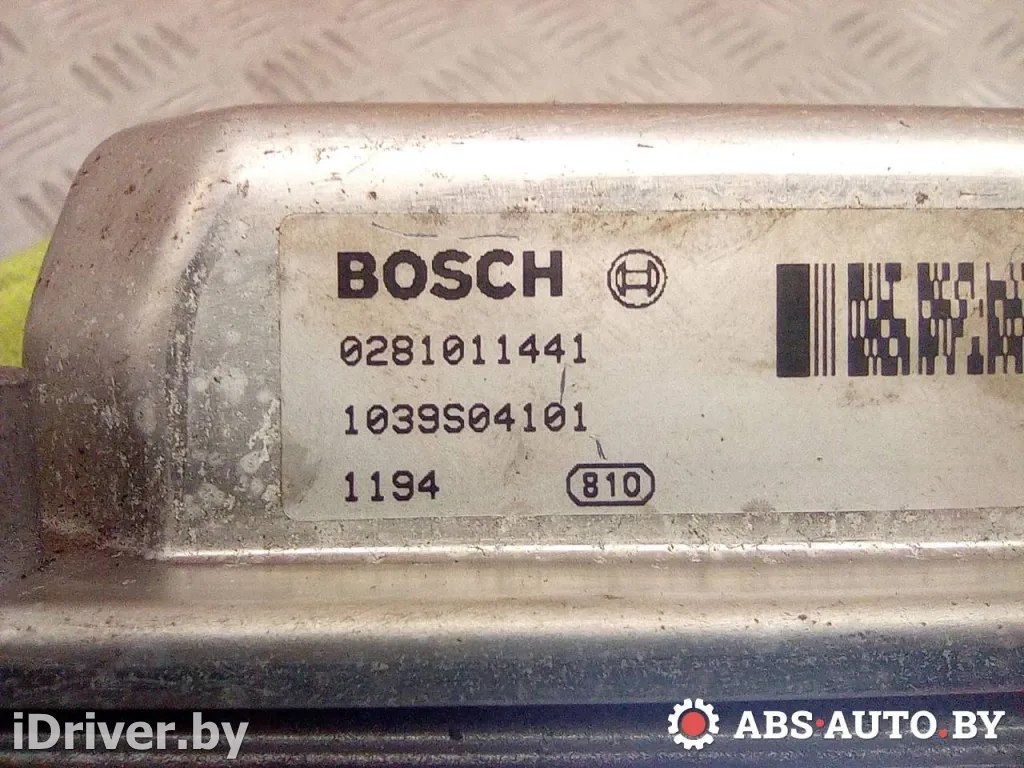 BOSCH
0281011441
1039S04101
1194 810
iDriver.by
ABS-AUTO.BY